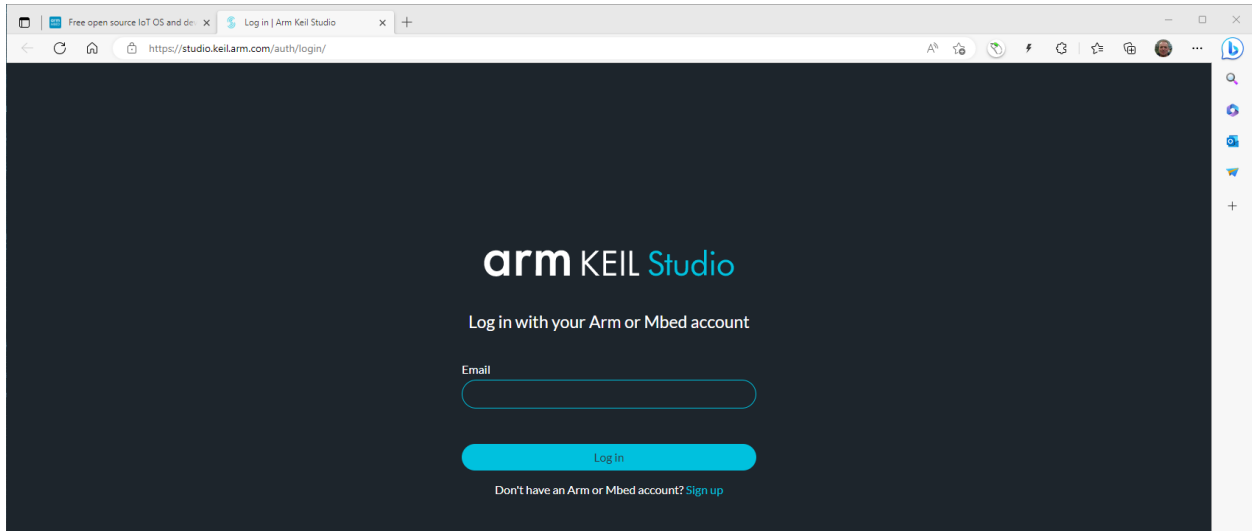 Free open source IoT OS and de
Log in | Arm Keil Studio
https://studio.keil.arm.com/auth/login/
arm KEIL Studio
Log in with your Arm or Mbed account
Email
Log in
Don't have an Arm or Mbed account? Sign up